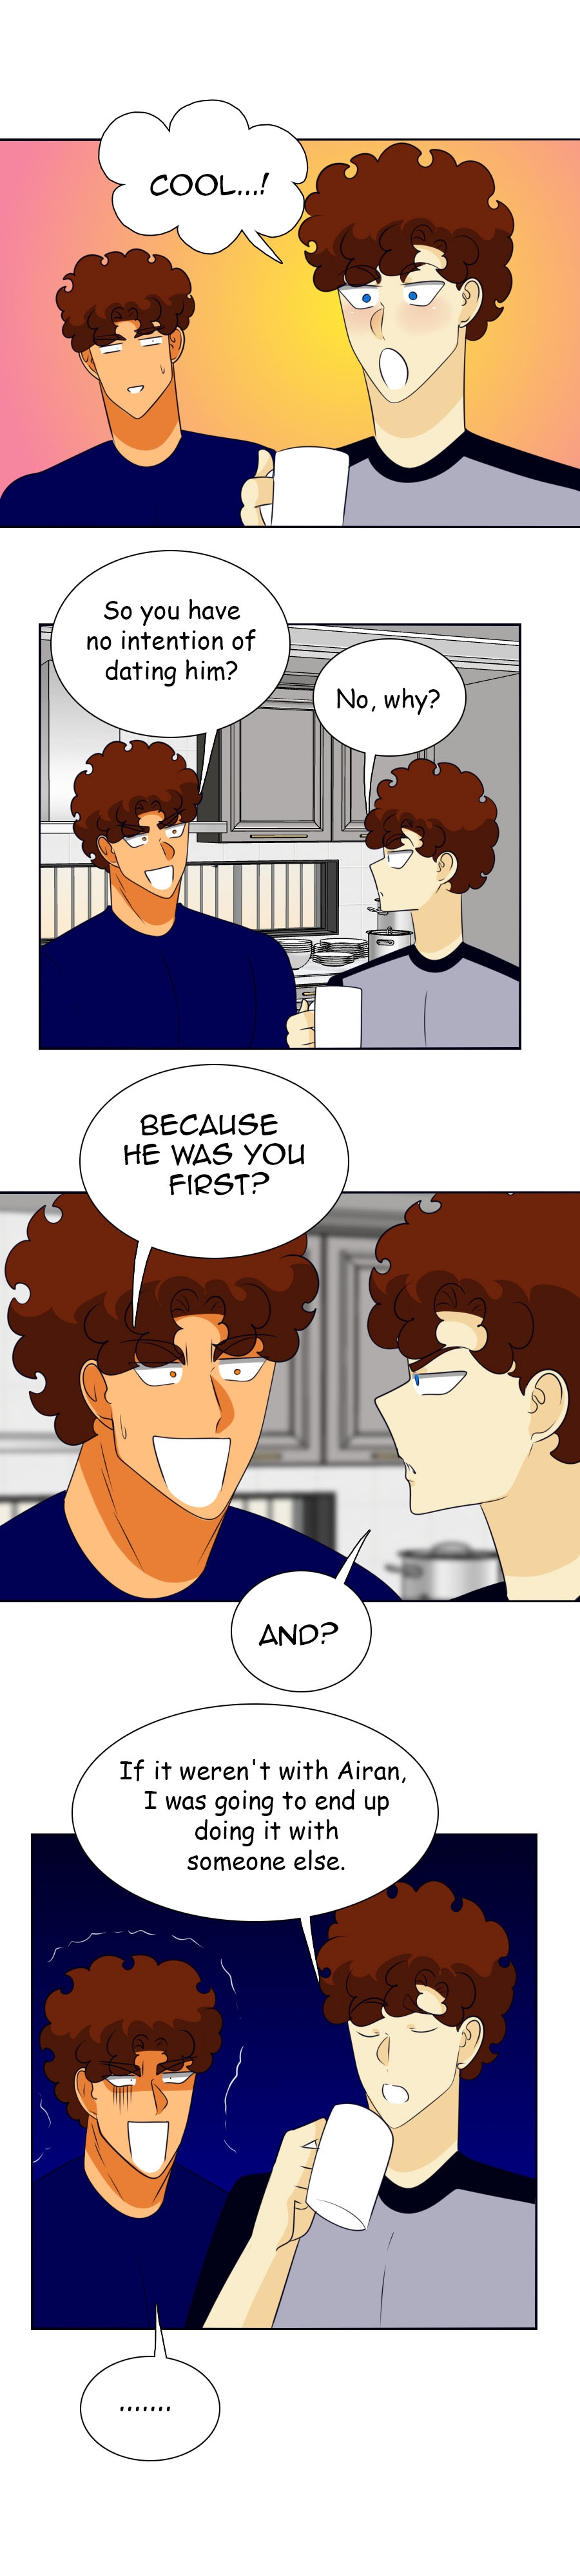 COOL...!
So you have
no intention of
dating him?
No, why?
BECAUSE
HE WAS YOU
FIRST?
AND?
If it weren't with Airan,
I was going to end up
doing it with
someone else.
.......